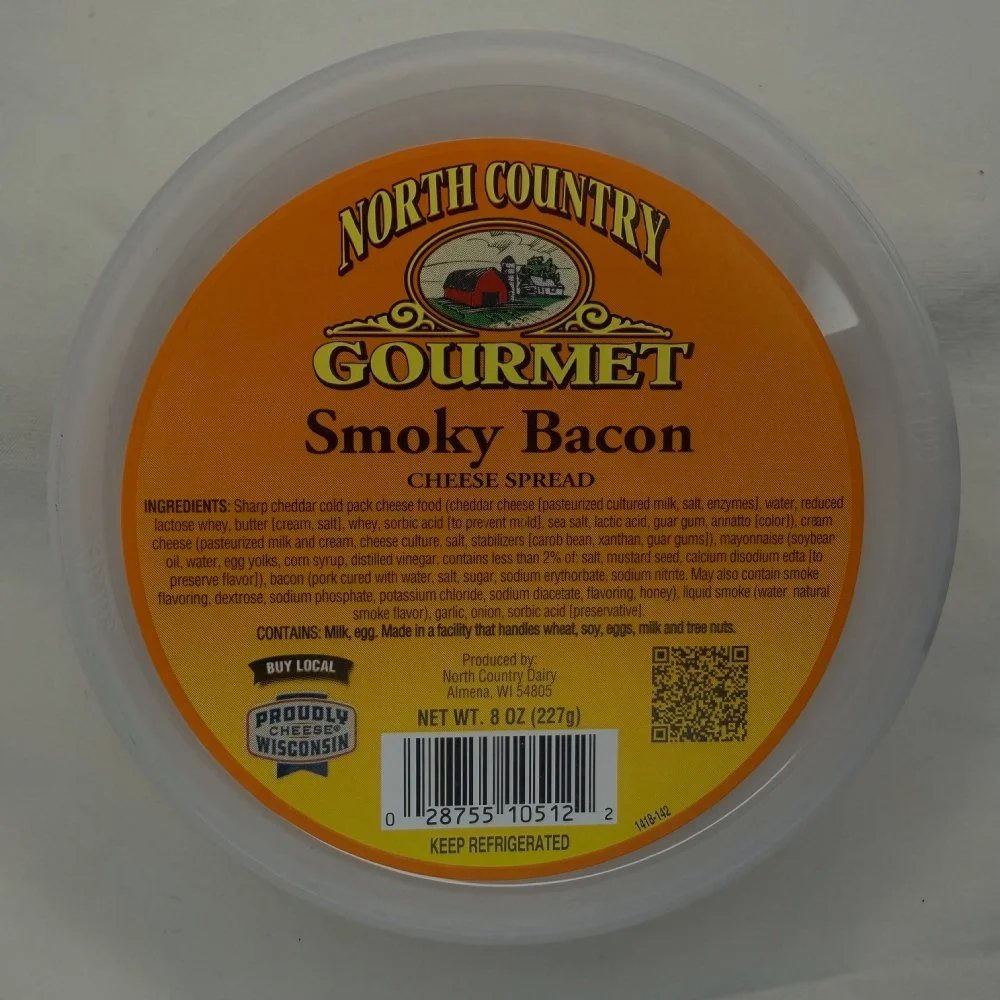 NORTH COUNTRY
GOURMET
Smoky Bacon
CHEESE SPREAD
INGREDIENTS: Sharp cheddar cold pack cheese food (cheddar cheese [pasteurized cultured milk, salt, enzymes], water, reduced
lactose whey, butter [cream, salt], whey, sorbic acid [to prevent mold], sea salt, lactic acid, guar gum, annatto [color]), cream
cheese (pasteurized milk and cream, cheese culture, salt, stabilizers [carob bean, xanthan, guar gums]), mayonnaise (soybean
oil, water, egg yolks, corn syrup, distilled vinegar, contains less than 2% of: salt, mustard seed, calcium disodium edta [to
preserve flavor]), bacon (pork cured with water, salt, sugar, sodium erythorbate, sodium nitrite. May also contain smoke
flavoring, dextrose, sodium phosphate, potassium chloride, sodium diacetate, flavoring, honey), liquid smoke (water natural
smoke flavor), garlic, onion, sorbic acid [preservative].
CONTAINS: Milk, egg. Made in a facility that handles wheat, soy, eggs, milk and tree nuts.
BUY LOCAL
PROUDLY
CHEESE®
WISCONSIN
Produced by:
North Country Dairy
Almena, WI 54805
NET WT. 8 OZ (227g)
0 28755 10512 2
1418-142
KEEP REFRIGERATED